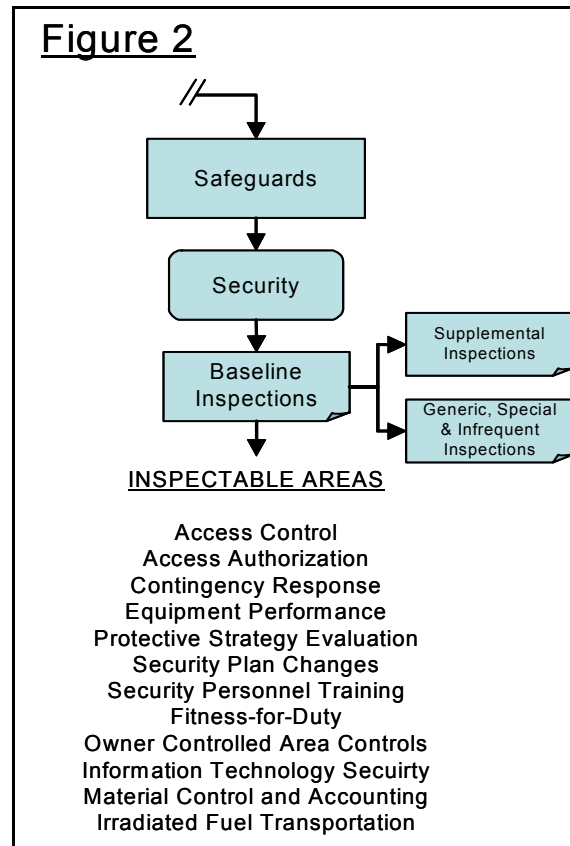 Figure 2
Safeguards
Security
Baseline
Inspections
Supplemental
Inspections
Generic, Special
& Infrequent
Inspections
INSPECTABLE AREAS
Access Control
Access Authorization
Contingency Response
Equipment Performance
Protective Strategy Evaluation
Security Plan Changes
Security Personnel Training
Fitness-for-Duty
Owner Controlled Area Controls
Information Technology Secuirty
Material Control and Accounting
Irradiated Fuel Transportation